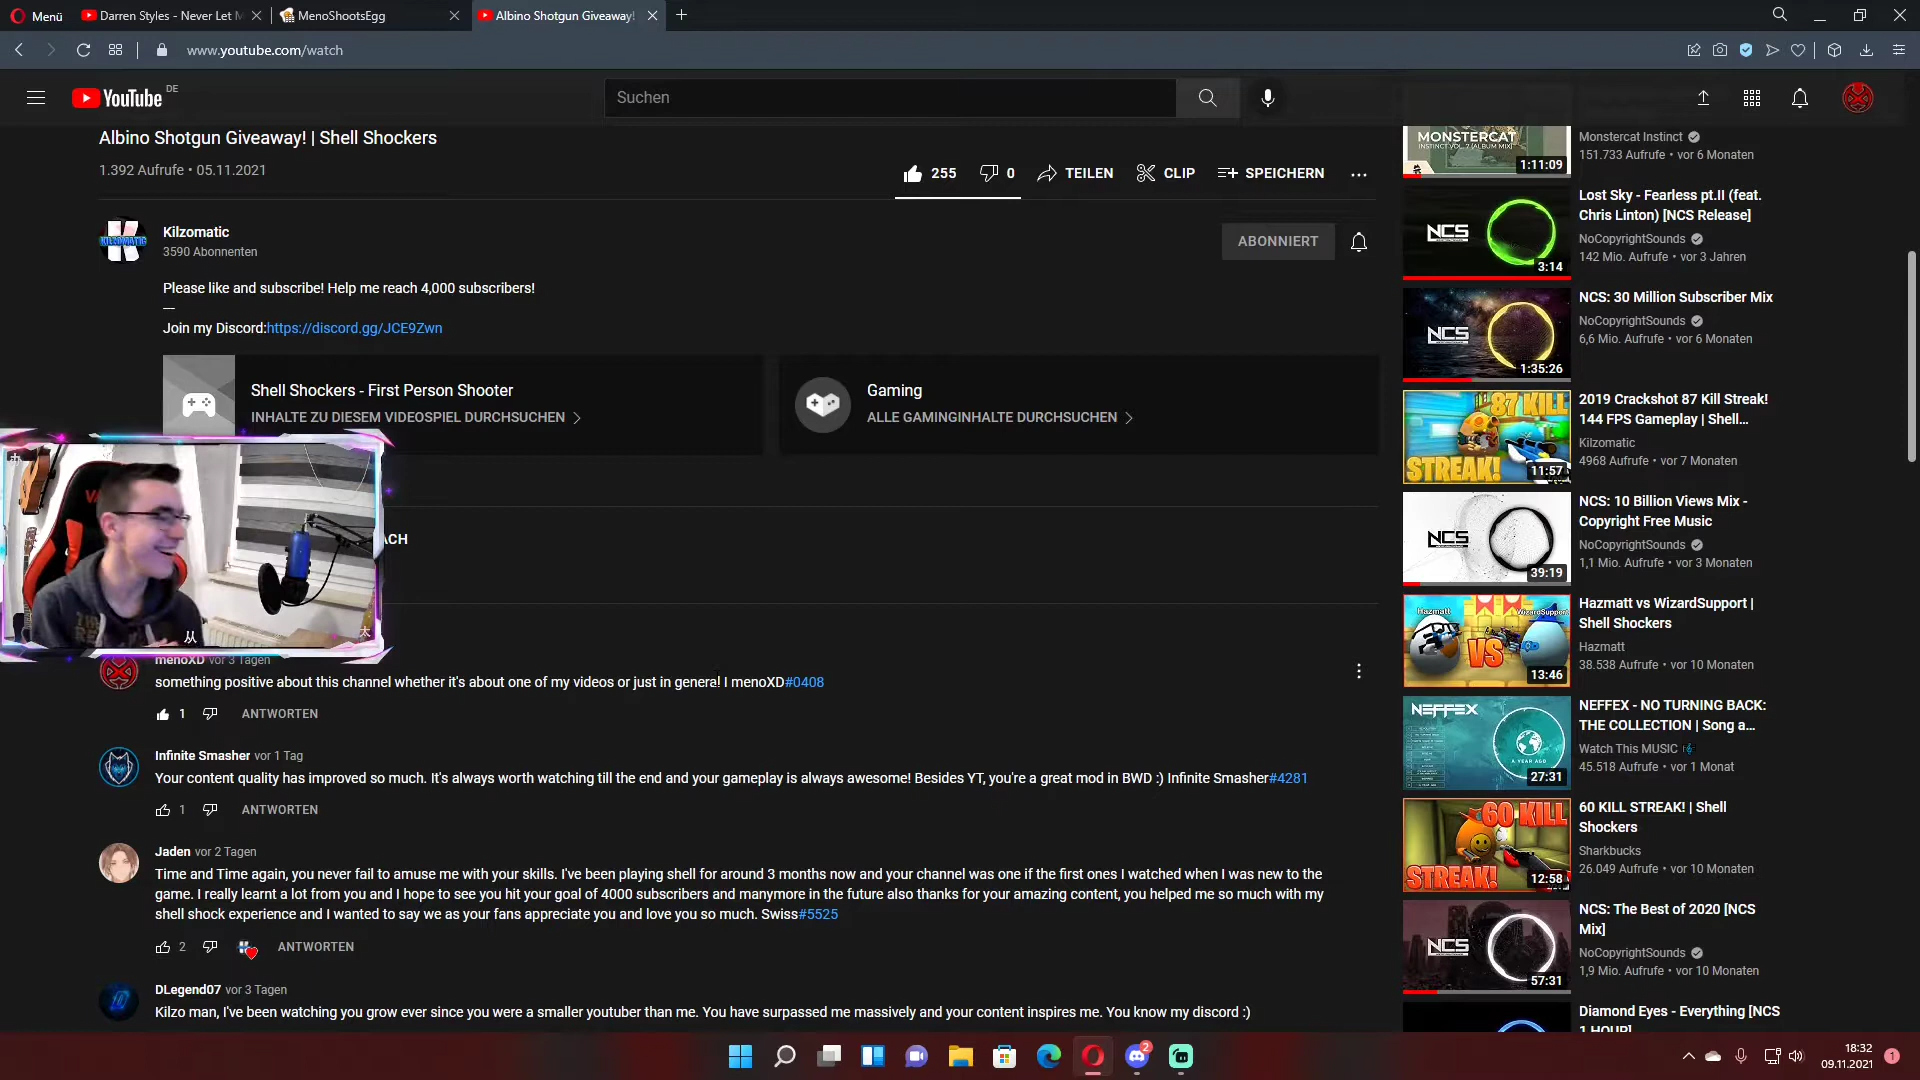 Menü
Darren Styles - Never Let M
MenoShootsEgg
Albino Shotgun Giveaway!
www.youtube.com/watch
YouTube DE
Suchen
Albino Shotgun Giveaway! | Shell Shockers
1.392 Aufrufe • 05.11.2021
255
0
TEILEN
CLIP
SPEICHERN
Kilzomatic
3590 Abonnenten
ABONNIERT
Please like and subscribe! Help me reach 4,000 subscribers!
Join my Discord:https://discord.gg/JCE9Zwn
Shell Shockers - First Person Shooter
INHALTE ZU DIESEM VIDEOSPIEL DURCHSUCHEN
Gaming
ALLE GAMINGINHALTE DURCHSUCHEN
ACH
menoXD vor 3 Tagen
something positive about this channel whether it's about one of my videos or just in general! I menoXD#0408
1
ANTWORTEN
Infinite Smasher vor 1 Tag
Your content quality has improved so much. It's always worth watching till the end and your gameplay is always awesome! Besides YT, you're a great mod in BWD :) Infinite Smasher#4281
1
ANTWORTEN
Jaden vor 2 Tagen
Time and Time again, you never fail to amuse me with your skills. I've been playing shell for around 3 months now and your channel was one if the first ones I watched when I was new to the
game. I really learnt a lot from you and I hope to see you hit your goal of 4000 subscribers and manymore in the future also thanks for your amazing content, you helped me so much with my
shell shock experience and I wanted to say we as your fans appreciate you and love you so much. Swiss#5525
2
ANTWORTEN
DLegend07 vor 3 Tagen
Kilzo man, I've been watching you grow ever since you were a smaller youtuber than me. You have surpassed me massively and your content inspires me. You know my discord :)
MONSTERCAT
INSTINCT VOL. 7 (ALBUM MIX)
1:11:09
Monstercat Instinct
151.733 Aufrufe • vor 6 Monaten
NCS
3:14
Lost Sky - Fearless pt.II (feat.
Chris Linton) [NCS Release]
NoCopyrightSounds
142 Mio. Aufrufe • vor 3 Jahren
NCS
1:35:26
NCS: 30 Million Subscriber Mix
NoCopyrightSounds
6,6 Mio. Aufrufe • vor 6 Monaten
87 KILL
STREAK!
11:57
2019 Crackshot 87 Kill Streak!
144 FPS Gameplay | Shell...
Kilzomatic
4968 Aufrufe • vor 7 Monaten
NCS
39:19
NCS: 10 Billion Views Mix -
Copyright Free Music
NoCopyrightSounds
1,1 Mio. Aufrufe • vor 3 Monaten
Hazmatt
WizardSupport
VS
13:46
Hazmatt vs WizardSupport |
Shell Shockers
Hazmatt
38.538 Aufrufe • vor 10 Monaten
NEFFEX
A YEAR AGO
27:31
NEFFEX - NO TURNING BACK:
THE COLLECTION | Song a...
Watch This MUSIC
45.518 Aufrufe • vor 1 Monat
60 KILL
STREAK!
12:58
60 KILL STREAK! | Shell
Shockers
Sharkbucks
26.049 Aufrufe • vor 10 Monaten
NCS
57:31
NCS: The Best of 2020 [NCS
Mix]
NoCopyrightSounds
1,9 Mio. Aufrufe • vor 10 Monaten
Diamond Eyes - Everything [NCS
1 HOUR]
2
18:32
09.11.2021
1
KILZOMATIC
从
太